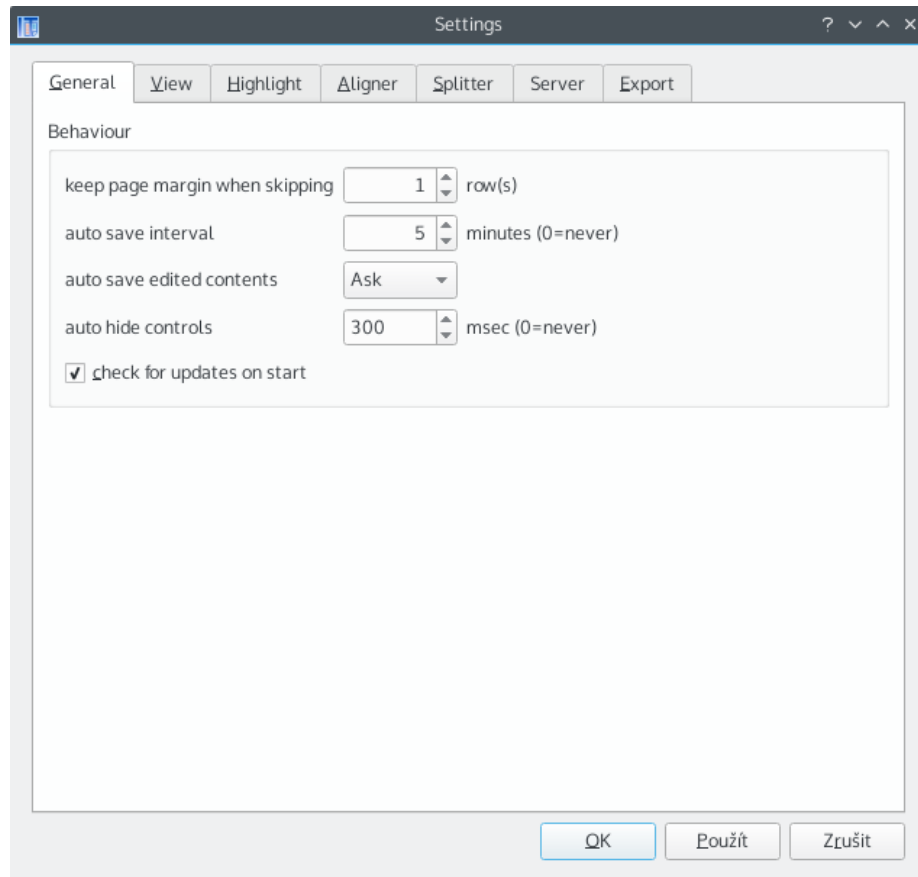 Settings
General View Highlight Aligner Splitter Server Export
Behaviour
keep page margin when skipping 1 row(s)
auto save interval 5 minutes (0=never)
auto save edited contents Ask
auto hide controls 300 msec (0=never)
check for updates on start
OK Použít Zrušit